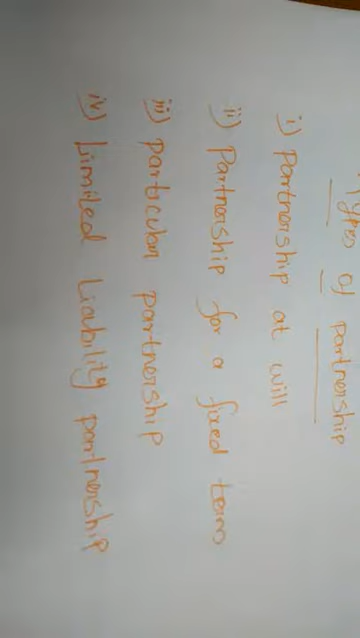 Types of partnership
i) Partnership at will
ii) Partnership for a fixed term
iii) particular partnership
iv) Limited Liability partnership